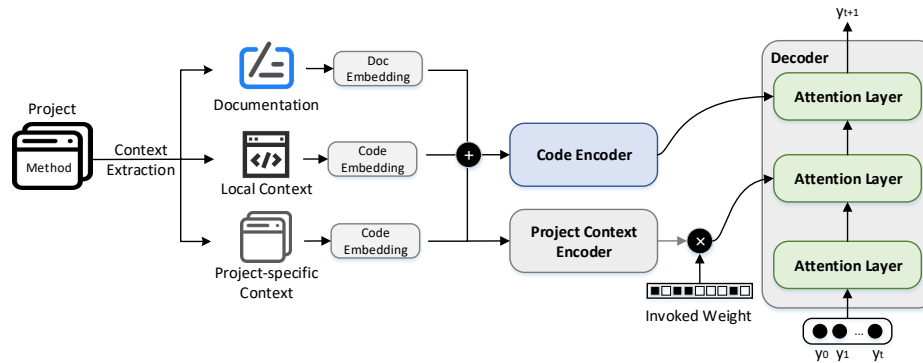 Project
Method
Context
Extraction
Documentation
Local Context
Project-specific
Context
Doc
Embedding
Code
Embedding
Code
Embedding
+
Code Encoder
Project Context
Encoder
×
Invoked Weight
yt+1
Decoder
Attention Layer
Attention Layer
Attention Layer
...
y0 y1 yt